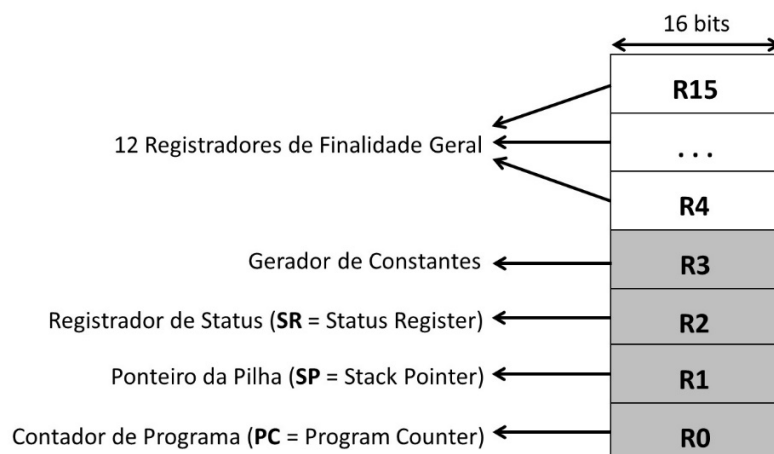 16 bits
R15
12 Registradores de Finalidade Geral
. . .
R4
Gerador de Constantes
R3
Registrador de Status (SR = Status Register)
R2
Ponteiro da Pilha (SP = Stack Pointer)
R1
Contador de Programa (PC = Program Counter)
R0